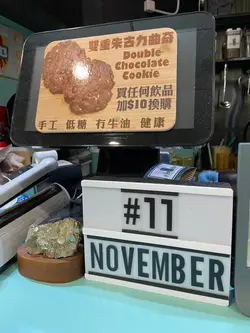 雙重朱古力曲奇
Double
Chocolate
Cookie
買任何飲品
加$10換購
手工 低糖 有牛油 健康
#11
NOVEMBER